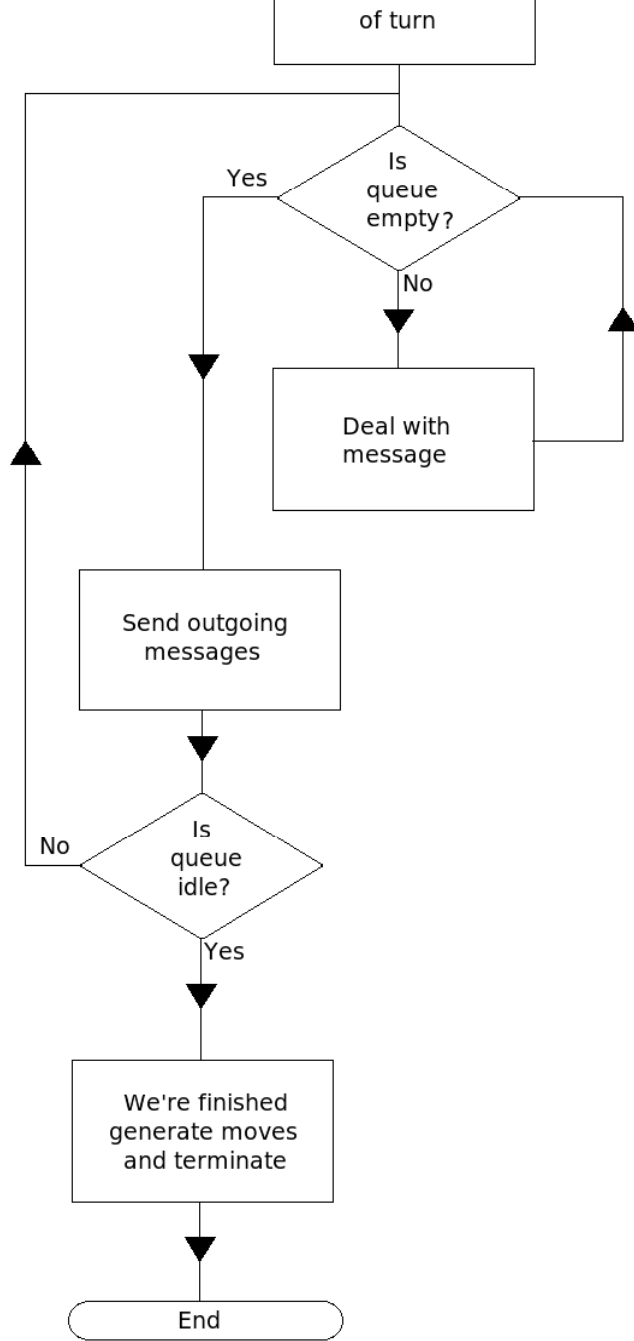 of turn
Is
queue
empty?
Yes
No
Deal with
message
Send outgoing
messages
Is
queue
idle?
No
Yes
We're finished
generate moves
and terminate
End